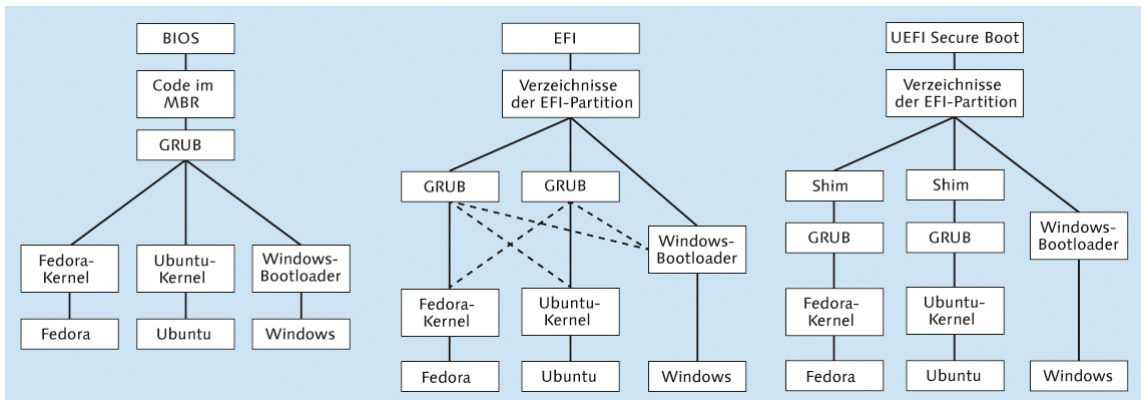 BIOS
Code im
MBR
GRUB
Fedora-
Kernel
Ubuntu-
Kernel
Windows-
Bootloader
Fedora
Ubuntu
Windows
EFI
Verzeichnisse
der EFI-Partition
GRUB
GRUB
Windows-
Bootloader
Fedora-
Kernel
Ubuntu-
Kernel
Fedora
Ubuntu
Windows
UEFI Secure Boot
Verzeichnisse
der EFI-Partition
Shim
Shim
GRUB
GRUB
Windows-
Bootloader
Fedora-
Kernel
Ubuntu-
Kernel
Fedora
Ubuntu
Windows